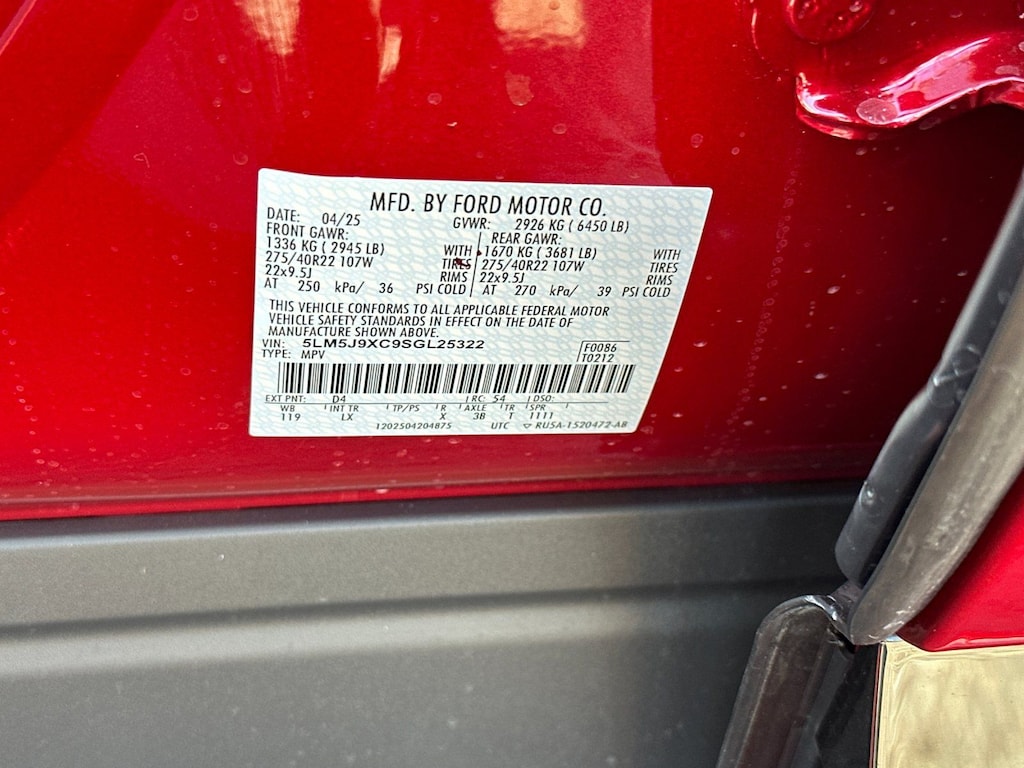 MFD. BY FORD MOTOR CO.
DATE: 04/25 GVWR: 2926 KG ( 6450 LB)
FRONT GAWR: REAR GAWR:
1336 KG ( 2945 LB) WITH 1670 KG ( 3681 LB) WITH
275/40R22 107W TIRES 275/40R22 107W TIRES
22x9.5J RIMS 22x9.5J RIMS
AT 250 kPa/ 36 PSI COLD AT 270 kPa/ 39 PSI COLD
THIS VEHICLE CONFORMS TO ALL APPLICABLE FEDERAL MOTOR
VEHICLE SAFETY STANDARDS IN EFFECT ON THE DATE OF
MANUFACTURE SHOWN ABOVE.
VIN: 5LM5J9XC9SGL25322 F0086
TYPE: MPV T0212
EXT PNT: D4 RC: 54 DSO:
WB INT TR TP/PS R AXLE TR SPR
119 LX X 3B T 1111
1202504204875 UTC ▽ RU5A-1520472-AB